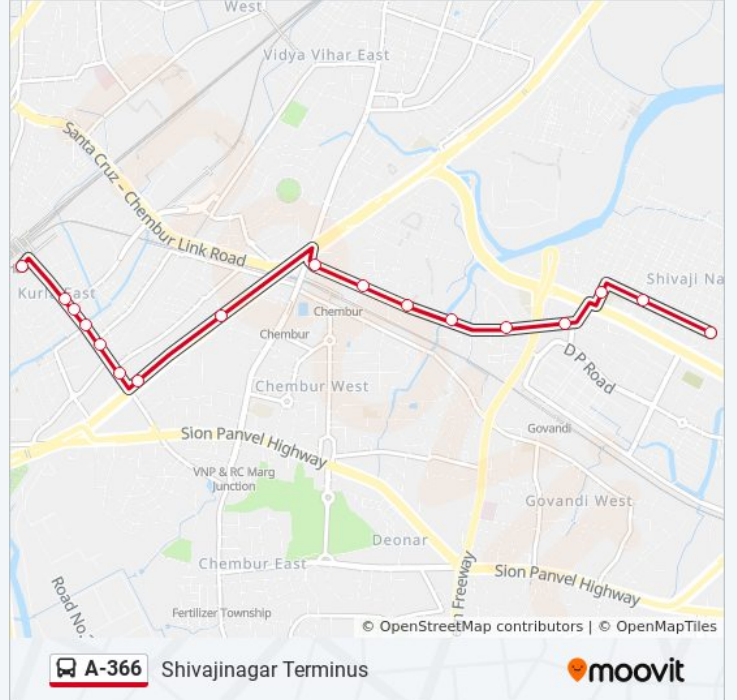 West
Vidya Vihar East
Santa Cruz – Chembur Link Road
Kurla East
Shivaji Na
Chembur
Chembur
D P Road
Chembur West
Govandi
Sion Panvel Highway
VNP & RC Marg
Junction
Govandi West
Deonar
Chembur East
Sion Panvel Highway
Freeway
Road No.
Fertilizer Township
© OpenStreetMap contributors | © OpenMapTiles
A-366 Shivajinagar Terminus
moovit